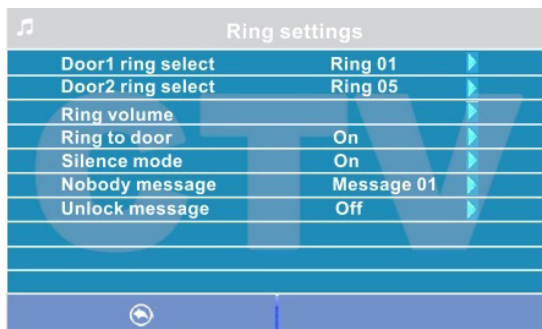 Ring settings
Door1 ring select Ring 01
Door2 ring select Ring 05
Ring volume
Ring to door On
Silence mode On
Nobody message Message 01
Unlock message Off
CTV